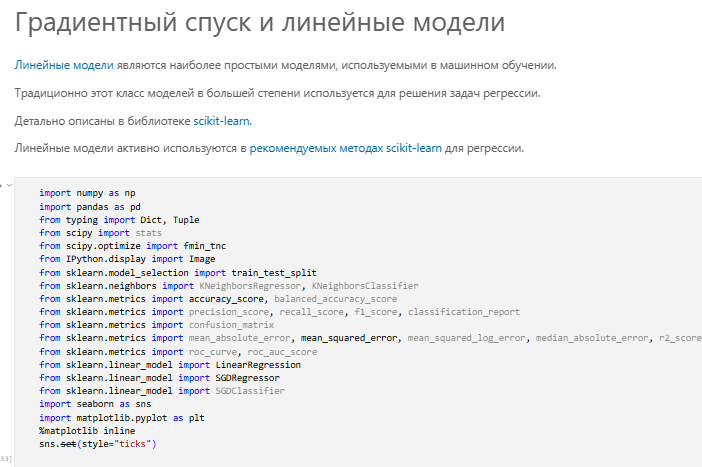 Градиентный спуск и линейные модели
Линейные модели являются наиболее простыми моделями, используемыми в машинном обучении.
Традиционно этот класс моделей в большей степени используется для решения задач регрессии.
Детально описаны в библиотеке scikit-learn.
Линейные модели активно используются в рекомендуемых методах scikit-learn для регрессии.
import numpy as np
import pandas as pd
from typing import Dict, Tuple
from scipy import stats
from scipy.optimize import fmin_tnc
from IPython.display import Image
from sklearn.model_selection import train_test_split
from sklearn.neighbors import KNeighborsRegressor, KNeighborsClassifier
from sklearn.metrics import accuracy_score, balanced_accuracy_score
from sklearn.metrics import precision_score, recall_score, f1_score, classification_report
from sklearn.metrics import confusion_matrix
from sklearn.metrics import mean_absolute_error, mean_squared_error, mean_squared_log_error, median_absolute_error, r2_score
from sklearn.metrics import roc_curve, roc_auc_score
from sklearn.linear_model import LinearRegression
from sklearn.linear_model import SGDRegressor
from sklearn.linear_model import SGDClassifier
import seaborn as sns
import matplotlib.pyplot as plt
%matplotlib inline
sns.set(style="ticks")
53]